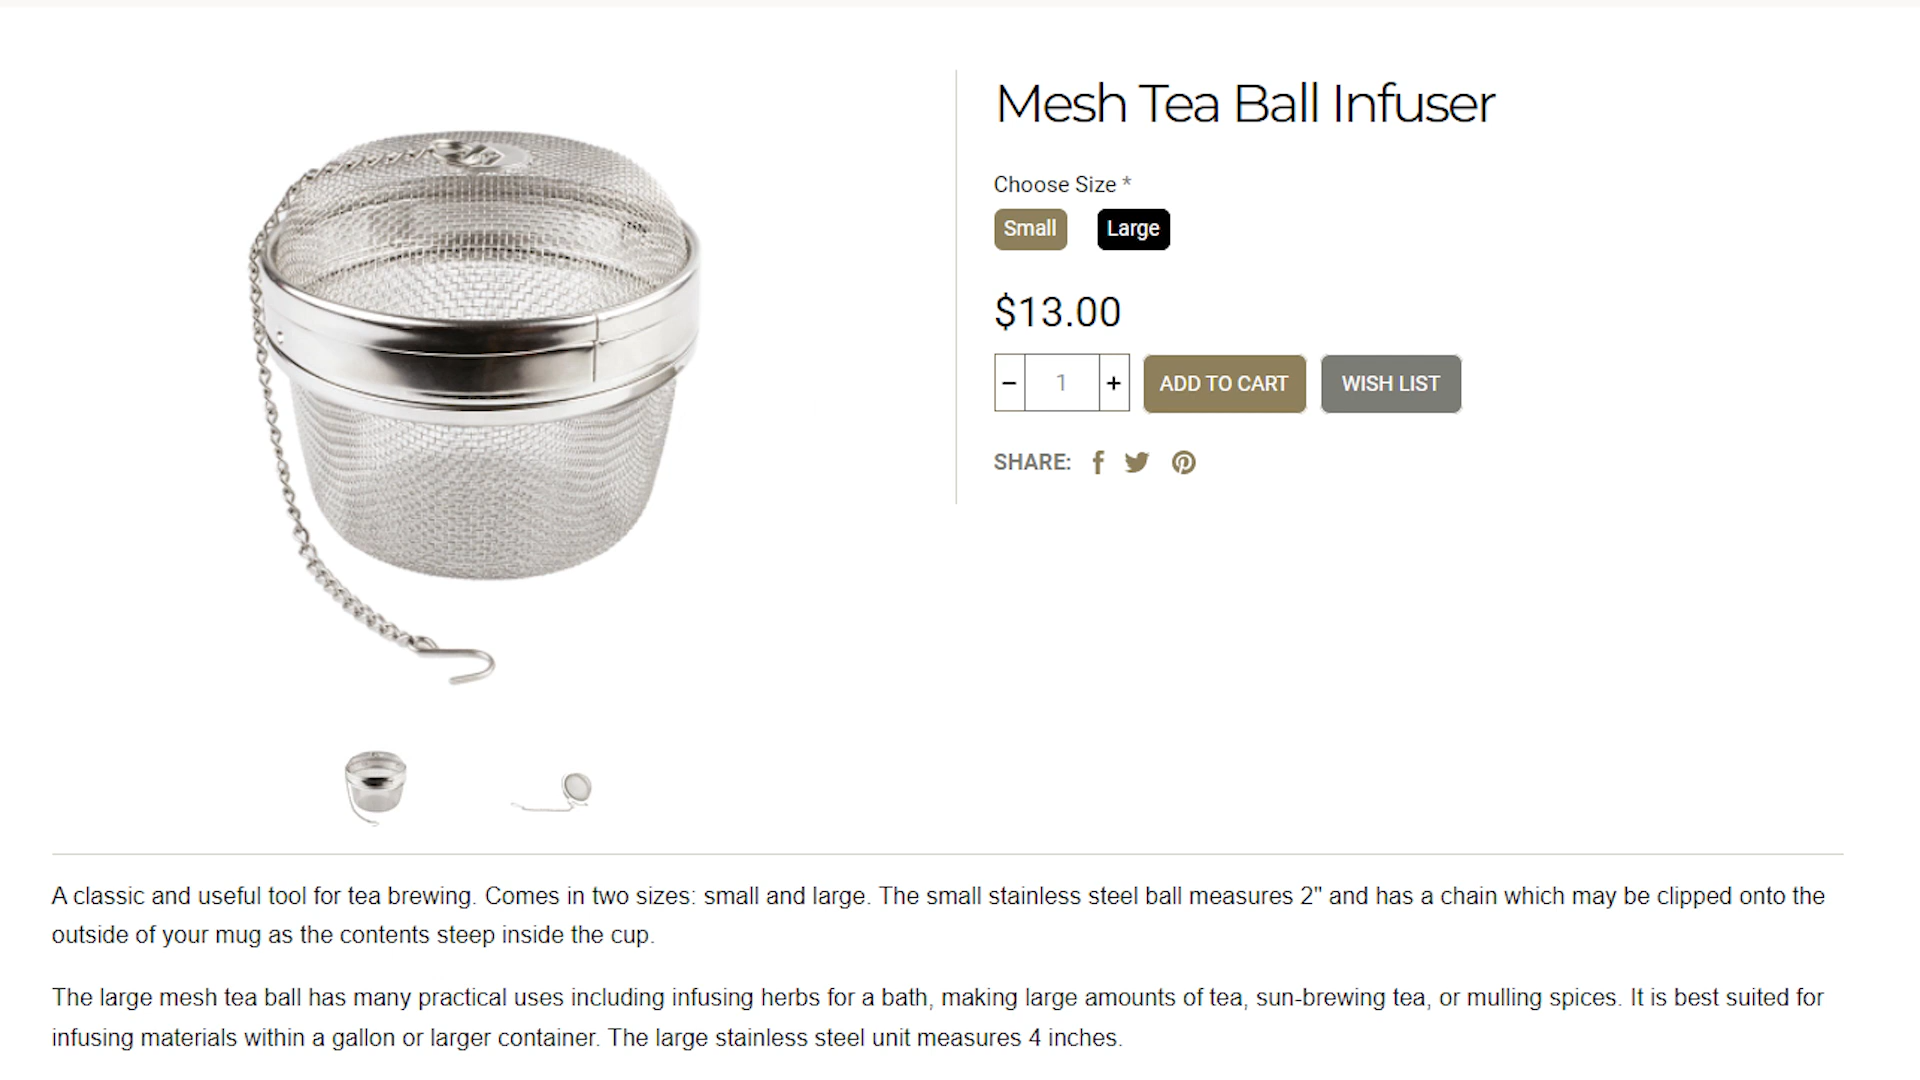 Mesh Tea Ball Infuser
Choose Size *
Small Large
$13.00
- 1 + ADD TO CART WISH LIST
SHARE:
A classic and useful tool for tea brewing. Comes in two sizes: small and large. The small stainless steel ball measures 2" and has a chain which may be clipped onto the
outside of your mug as the contents steep inside the cup.
The large mesh tea ball has many practical uses including infusing herbs for a bath, making large amounts of tea, sun-brewing tea, or mulling spices. It is best suited for
infusing materials within a gallon or larger container. The large stainless steel unit measures 4 inches.